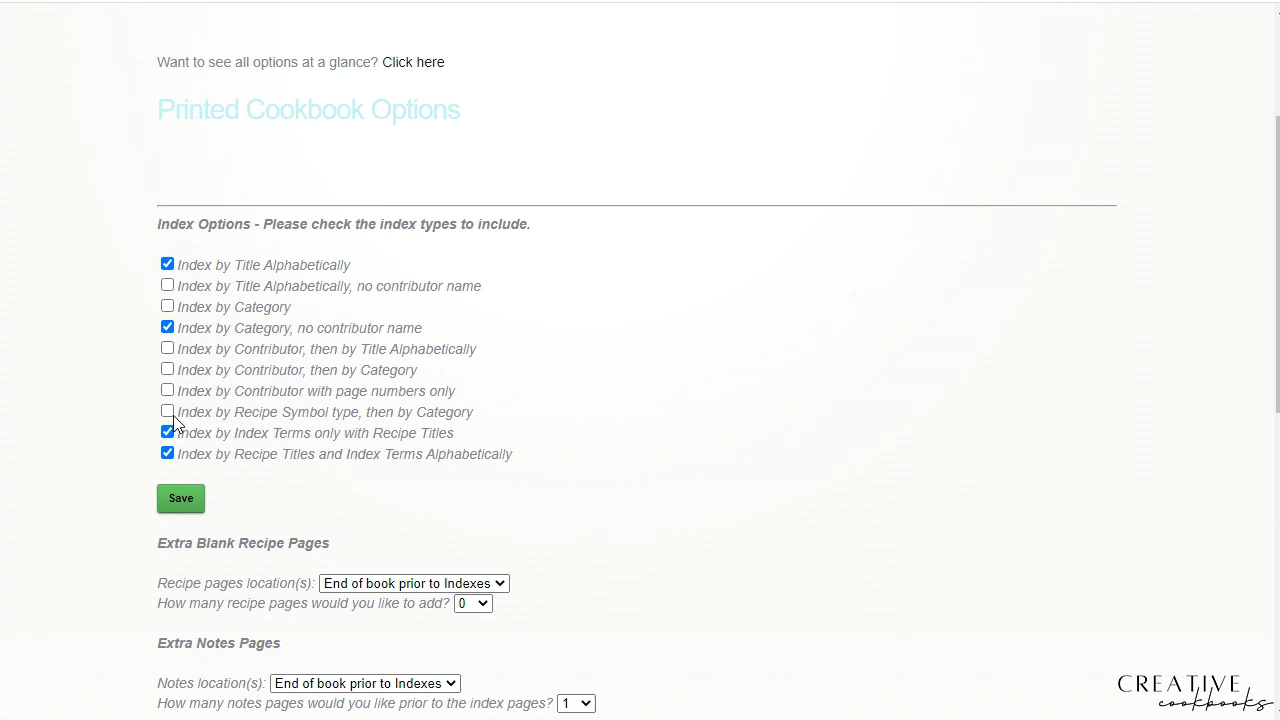 Want to see all options at a glance? Click here
Printed Cookbook Options
Index Options - Please check the index types to include.
Index by Title Alphabetically
Index by Title Alphabetically, no contributor name
Index by Category
Index by Category, no contributor name
Index by Contributor, then by Title Alphabetically
Index by Contributor, then by Category
Index by Contributor with page numbers only
Index by Recipe Symbol type, then by Category
Index by Index Terms only with Recipe Titles
Index by Recipe Titles and Index Terms Alphabetically
Save
Extra Blank Recipe Pages
Recipe pages location(s): End of book prior to Indexes
How many recipe pages would you like to add? 0
Extra Notes Pages
Notes location(s): End of book prior to Indexes
How many notes pages would you like prior to the index pages? 1
CREATIVE
cookbooks